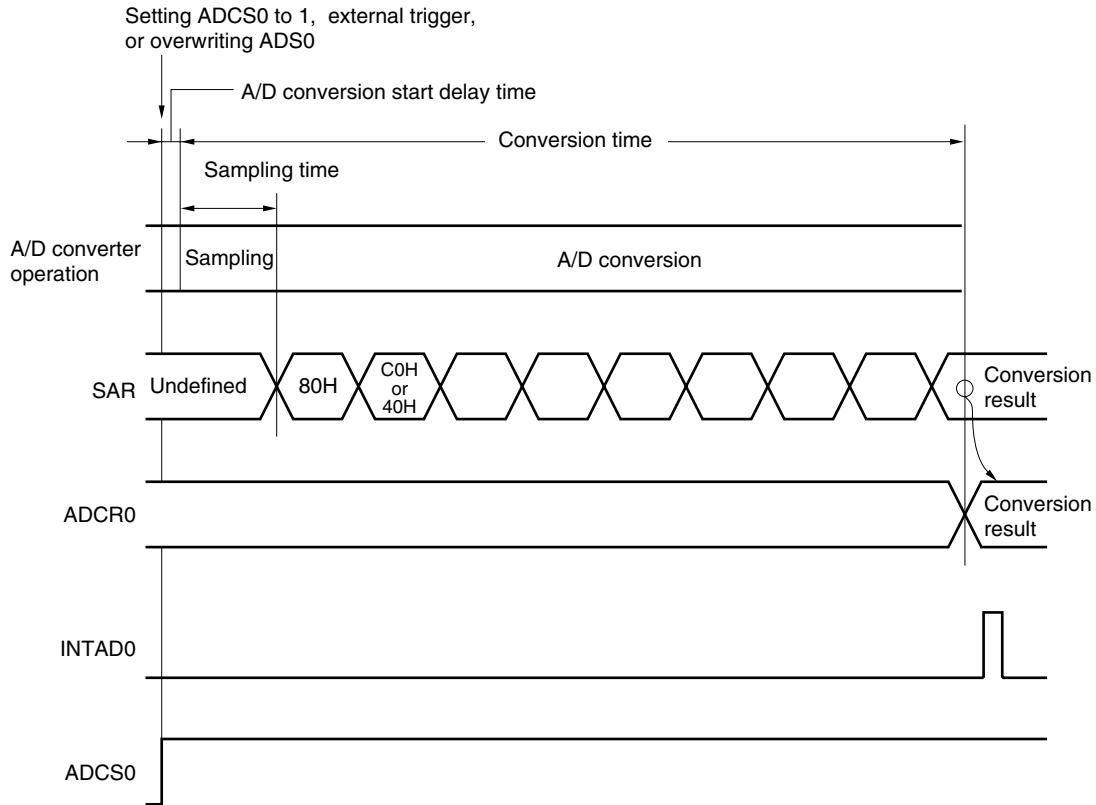 Setting ADCS0 to 1, external trigger,
or overwriting ADS0
A/D conversion start delay time
Conversion time
Sampling time
A/D converter
operation
Sampling
A/D conversion
SAR
Undefined
80H
C0H
or
40H
Conversion
result
ADCR0
Conversion
result
INTAD0
ADCS0